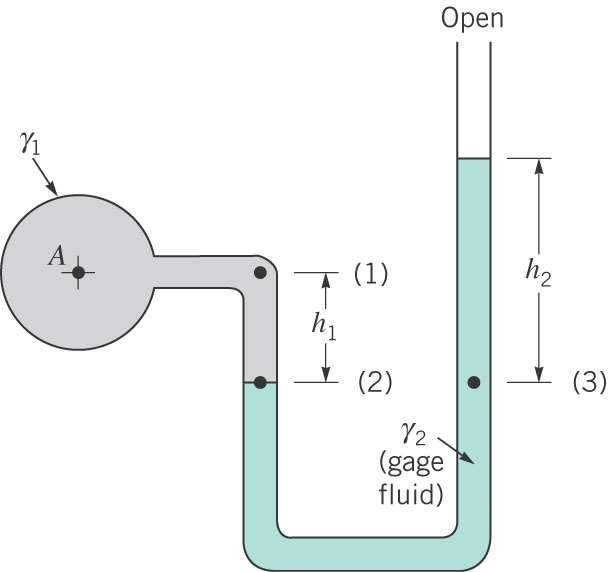 Open
γ₁
A
(1)
h₂
h₁
(2)
(3)
γ₂
(gage
fluid)